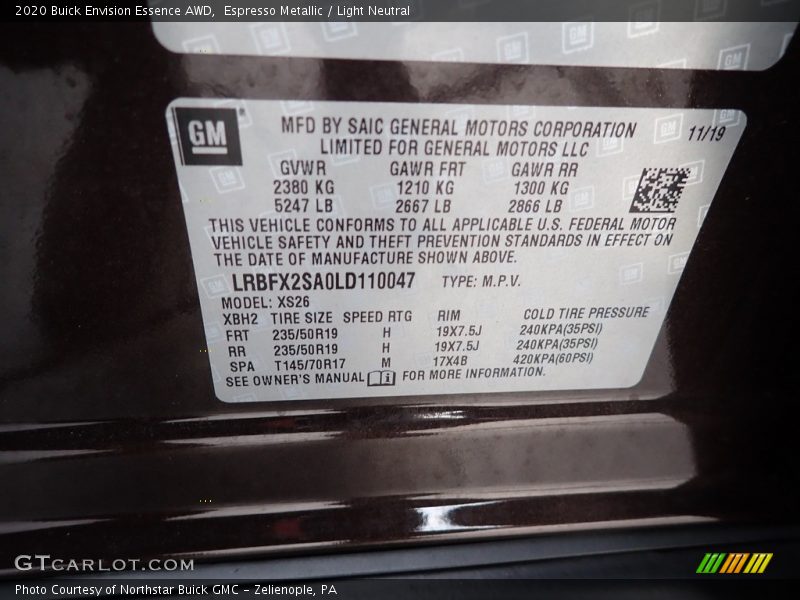 2020 Buick Envision Essence AWD,  Espresso Metallic / Light Neutral
GM
MFD BY SAIC GENERAL MOTORS CORPORATION
LIMITED FOR GENERAL MOTORS LLC
11/19
GVWR GAWR FRT GAWR RR
2380 KG 1210 KG 1300 KG
5247 LB 2667 LB 2866 LB
THIS VEHICLE CONFORMS TO ALL APPLICABLE U.S. FEDERAL MOTOR
VEHICLE SAFETY AND THEFT PREVENTION STANDARDS IN EFFECT ON
THE DATE OF MANUFACTURE SHOWN ABOVE.
LRBFX2SA0LD110047 TYPE: M.P.V.
MODEL: XS26
XBH2 TIRE SIZE SPEED RTG RIM COLD TIRE PRESSURE
FRT 235/50R19 H 19X7.5J 240KPA(35PSI)
RR 235/50R19 H 19X7.5J 240KPA(35PSI)
SPA T145/70R17 M 17X4B 420KPA(60PSI)
SEE OWNER'S MANUAL FOR MORE INFORMATION.
GTCARLOT.COM
Photo Courtesy of Northstar Buick GMC – Zelienople, PA